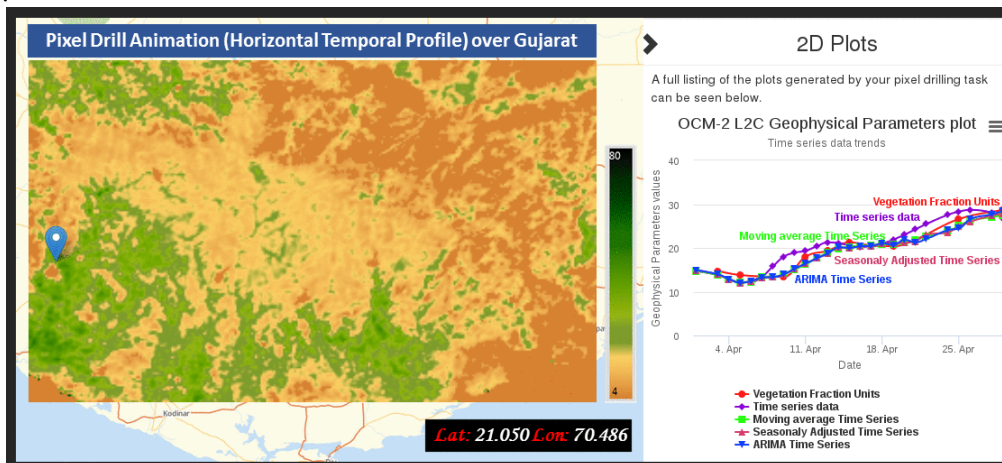 Pixel Drill Animation (Horizontal Temporal Profile) over Gujarat
80
4
Kodinar
Lat: 21.050 Lon: 70.486
2D Plots
A full listing of the plots generated by your pixel drilling task
can be seen below.
OCM-2 L2C Geophysical Parameters plot
Time series data trends
Geophysical Parameters values
40
30
20
10
0
Vegetation Fraction Units
Time series data
Moving average Time Series
Seasonaly Adjusted Time Series
ARIMA Time Series
4. Apr
11. Apr
18. Apr
25. Apr
Date
Vegetation Fraction Units
Time series data
Moving average Time Series
Seasonaly Adjusted Time Series
ARIMA Time Series